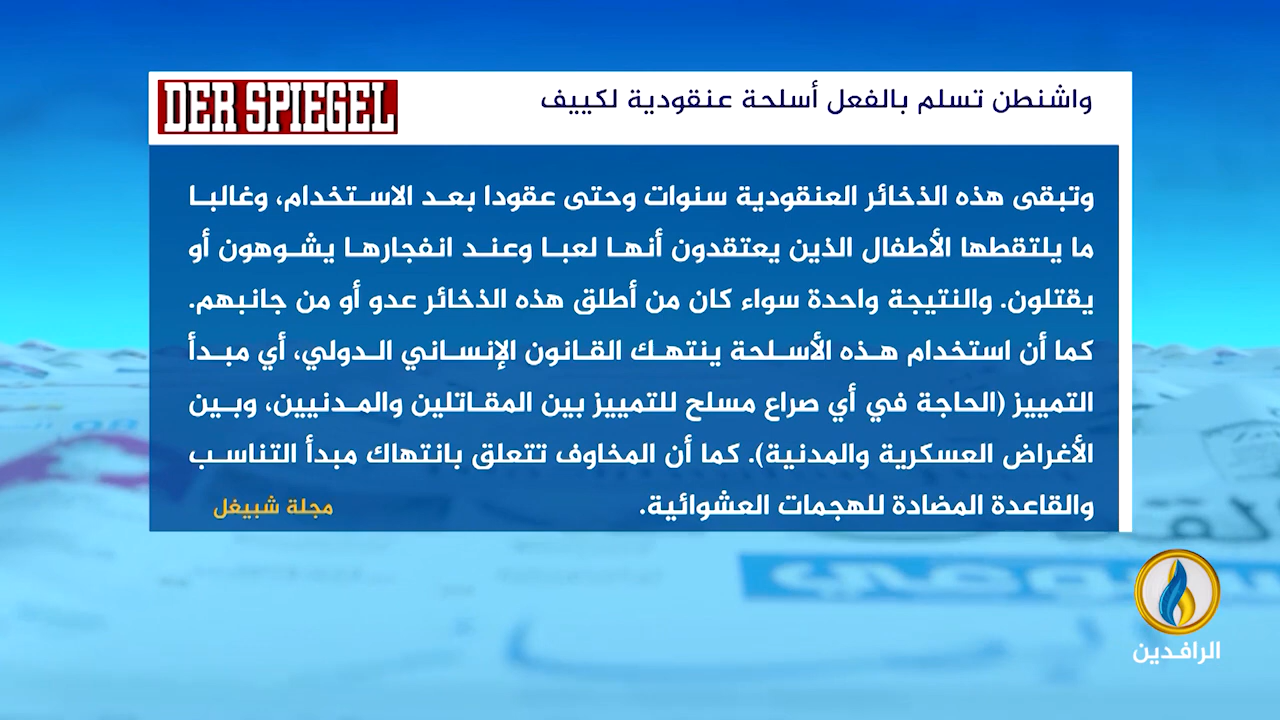 DER SPIEGEL
واشنطن تسلم بالفعل أسلحة عنقودية لكييف
وتبقى هذه الذخائر العنقودية سنوات وحتى عقودا بعد الاستخدام، وغالبا
ما يلتقطها الأطفال الذين يعتقدون أنها لعبا وعند انفجارها يشوهون أو
يقتلون. والنتيجة واحدة سواء كان من أطلق هذه الذخائر عدو أو من جانبهم.
كما أن استخدام هذه الأسلحة ينتهك القانون الإنساني الدولي، أي مبدأ
التمييز (الحاجة في أي صراع مسلح للتمييز بين المقاتلين والمدنيين، وبين
الأغراض العسكرية والمدنية). كما أن المخاوف تتعلق بانتهاك مبدأ التناسب
والقاعدة المضادة للهجمات العشوائية.
مجلة شبيغل
الرافدين